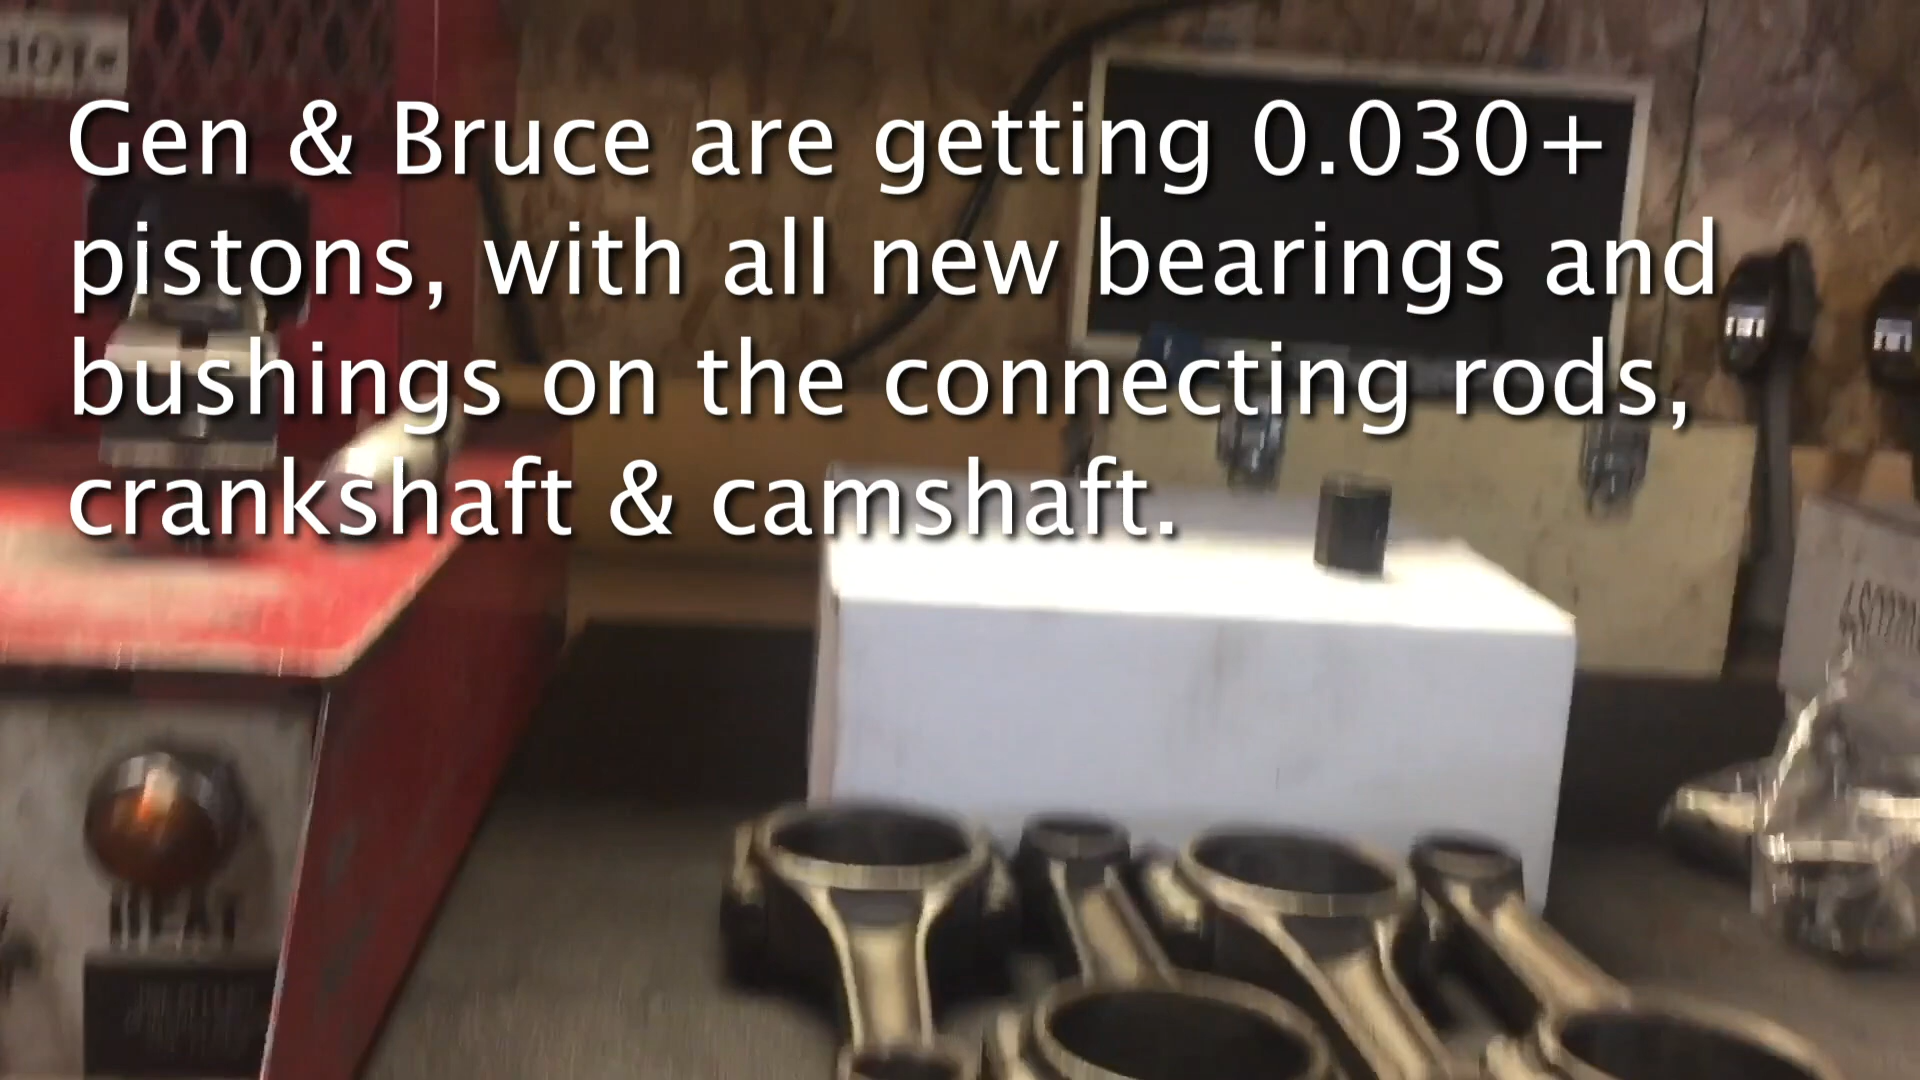 Gen & Bruce are getting 0.030+
pistons, with all new bearings and
bushings on the connecting rods,
crankshaft & camshaft.
HEAT